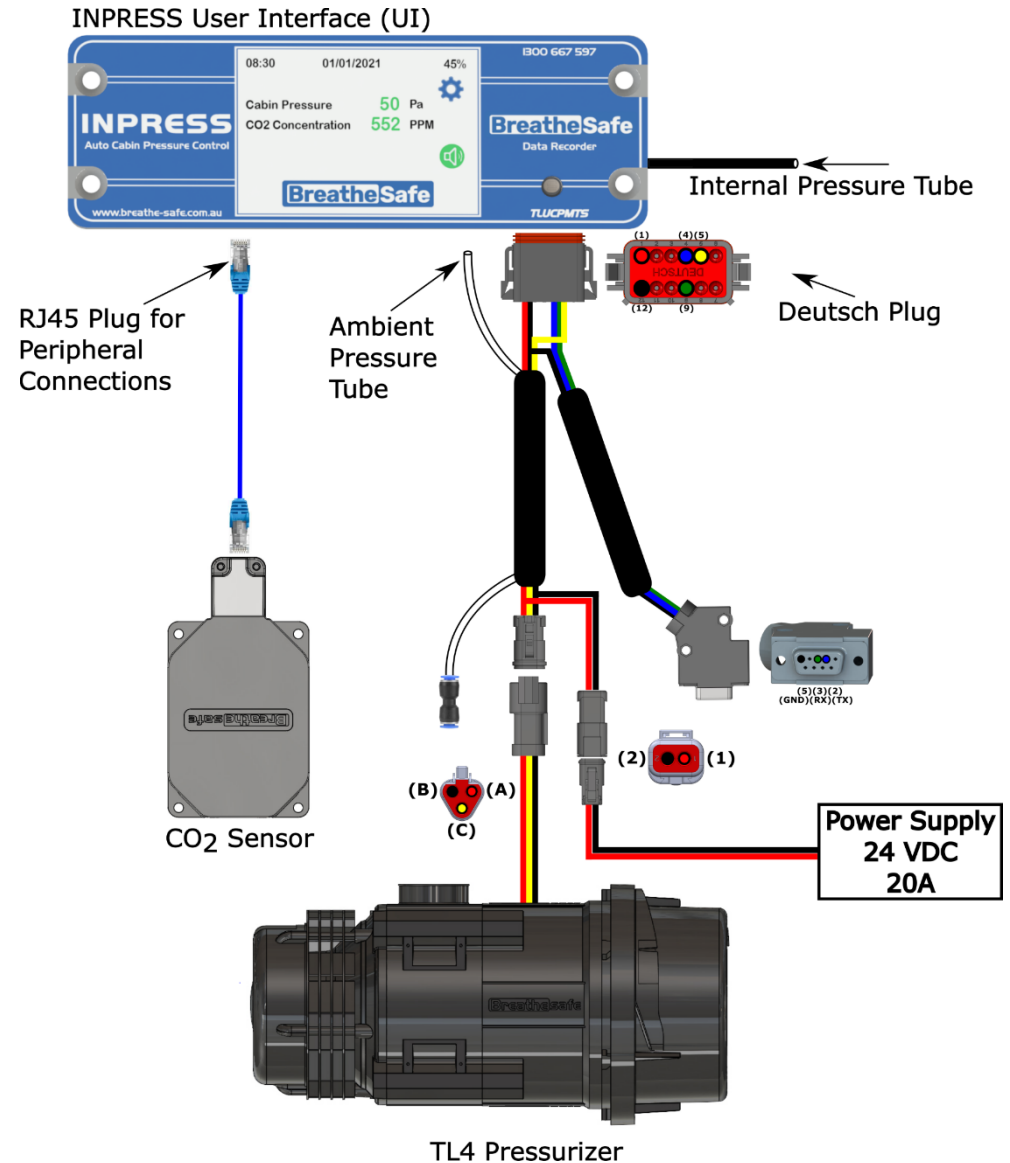 INPRESS User Interface (UI)
1300 667 597
08:30 01/01/2021 45%
Cabin Pressure 50 Pa
CO2 Concentration 552 PPM
INPRESS
Auto Cabin Pressure Control
BreatheSafe
Data Recorder
BreatheSafe
www.breathe-safe.com.au
TLUCPMTS
Internal Pressure Tube
(1) (4)(5)
DEUTSCH
(12) (9)
Deutsch Plug
RJ45 Plug for
Peripheral
Connections
Ambient
Pressure
Tube
(5)(3)(2)
(GND)(RX)(TX)
Breathesafe
(2) (1)
(B) (A)
(C)
CO2 Sensor
Power Supply
24 VDC
20A
Breathesafe
TL4 Pressurizer